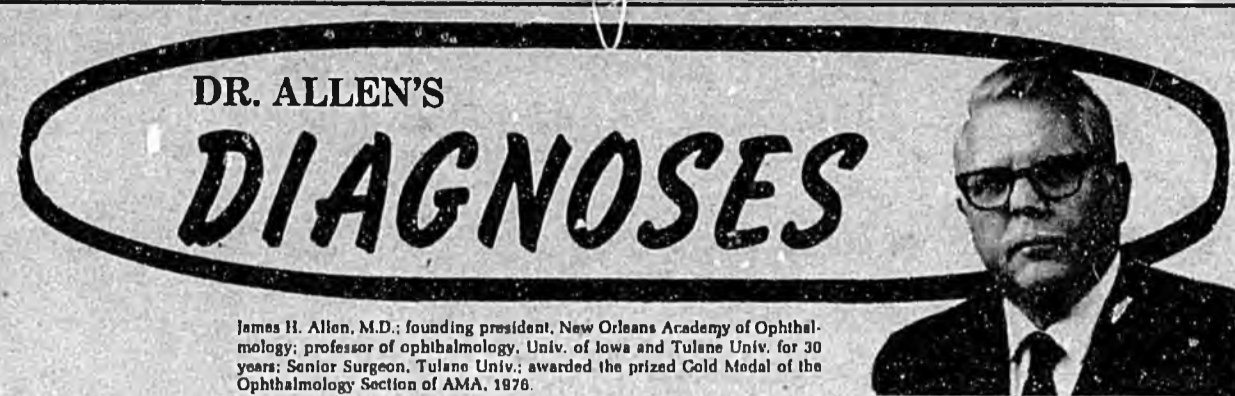 DR. ALLEN'S
DIAGNOSES
James H. Allen, M.D.; founding president, New Orleans Academy of Ophthal-
mology; professor of ophthalmology, Univ. of Iowa and Tulane Univ. for 30
years; Senior Surgeon, Tulane Univ.; awarded the prized Gold Medal of the
Ophthalmology Section of AMA, 1976.